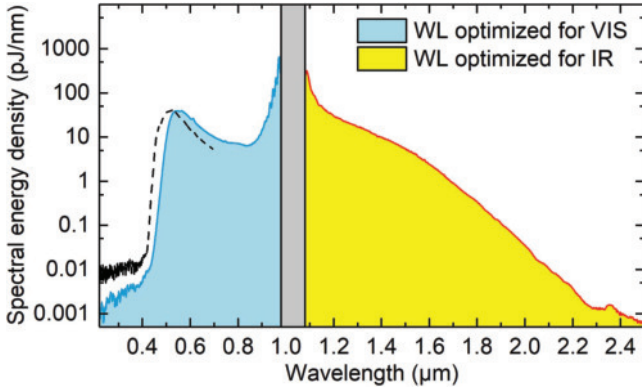 Spectral energy density (pJ/nm)
1000
100
10
1
0.1
0.01
0.001
WL optimized for VIS
WL optimized for IR
0.4 0.6 0.8 1.0 1.2 1.4 1.6 1.8 2.0 2.2 2.4
Wavelength (μm)